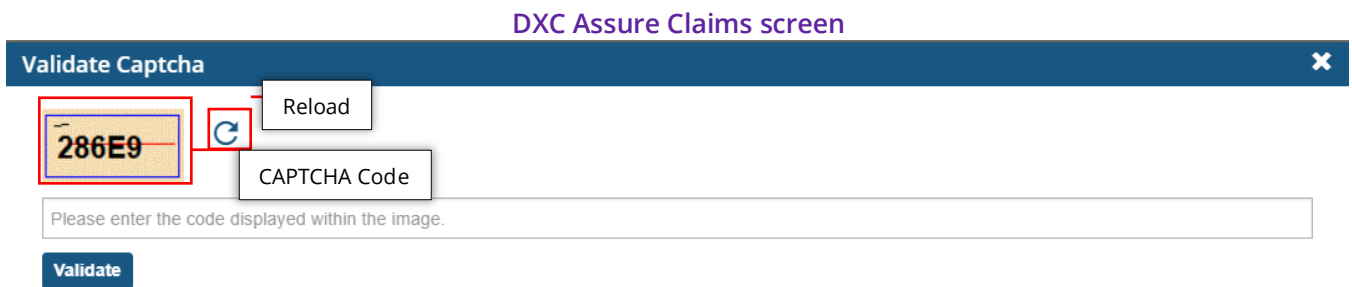 DXC Assure Claims screen
Validate Captcha
Reload
286E9
CAPTCHA Code
Please enter the code displayed within the image.
Validate